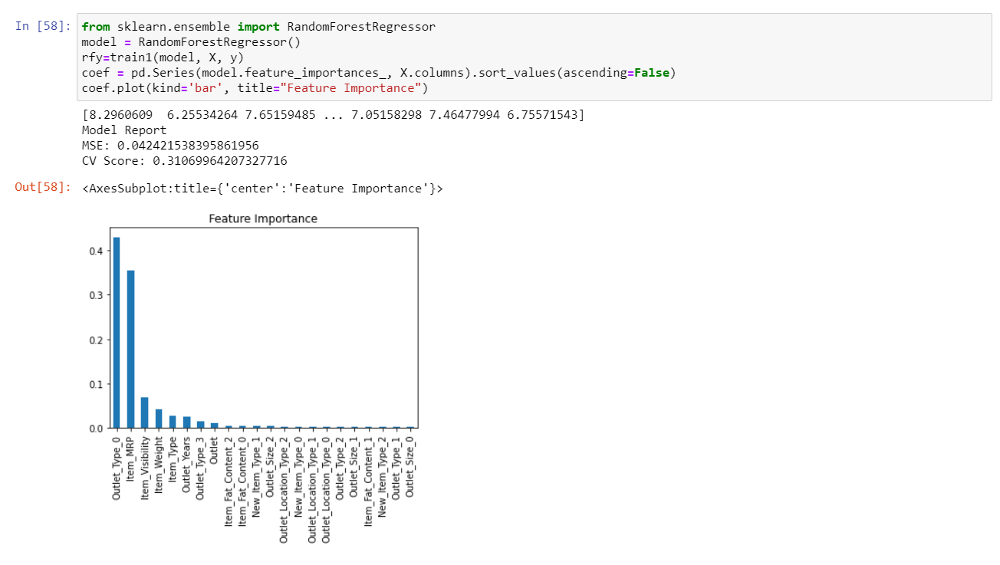 In [58]: from sklearn.ensemble import RandomForestRegressor
model = RandomForestRegressor()
rfy=train1(model, X, y)
coef = pd.Series(model.feature_importances_, X.columns).sort_values(ascending=False)
coef.plot(kind='bar', title="Feature Importance")
[8.2960609  6.25534264 7.65159485 ... 7.05158298 7.46477994 6.75571543]
Model Report
MSE: 0.042421538395861956
CV Score: 0.31069964207327716
Out[58]: <AxesSubplot:title={'center':'Feature Importance'}>
Feature Importance
0.4
0.3
0.2
0.1
0.0
Outlet_Type_0
Item_MRP
Item_Visibility
Item_Weight
Item_Type
Outlet_Years
Outlet_Type_3
Outlet
Item_Fat_Content_2
Item_Fat_Content_0
New_Item_Type_1
Outlet_Size_2
Outlet_Location_Type_2
New_Item_Type_0
Outlet_Location_Type_1
Outlet_Location_Type_0
Outlet_Type_2
Outlet_Size_1
Item_Fat_Content_1
New_Item_Type_2
Outlet_Type_1
Outlet_Size_0